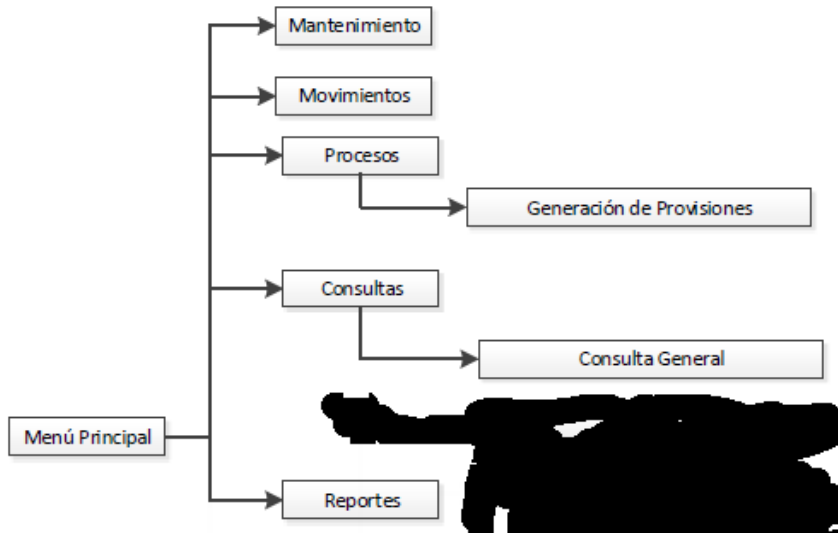 Mantenimiento
Movimientos
Procesos
Generación de Provisiones
Consultas
Consulta General
Menú Principal
Reportes